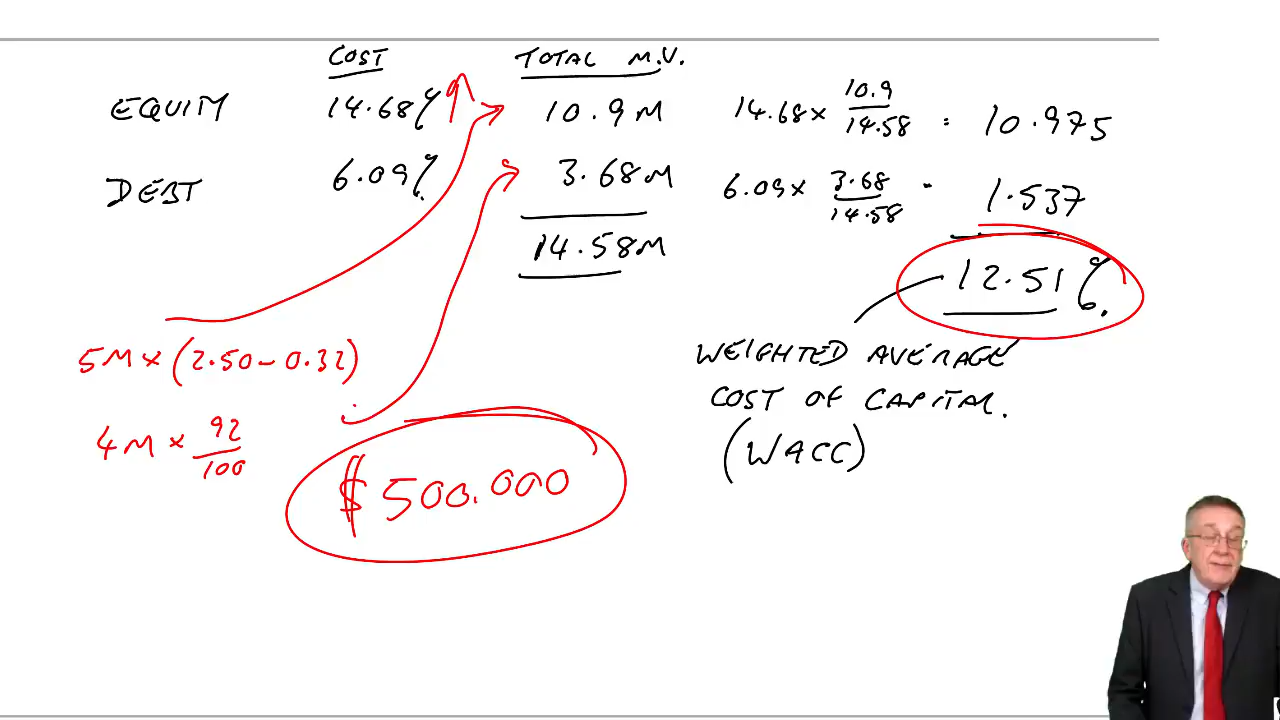 COST TOTAL M.V.
EQUITY 14.68% 10.9M 14.68 × 10.9/14.58 = 10.975
DEBT 6.09% 3.68M 6.09 × 3.68/14.58 = 1.537
14.58M 12.51%
5M × (2.50 - 0.32)
4M × 92/100
$500.000
WEIGHTED AVERAGE
COST OF CAPITAL.
(WACC)